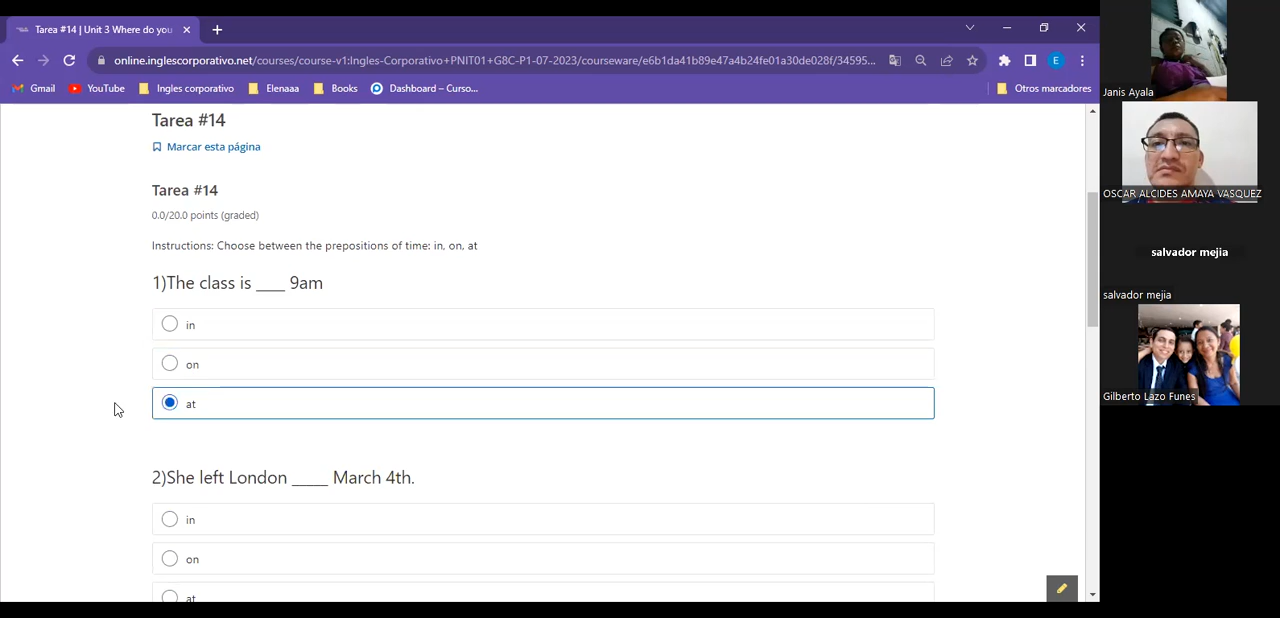 Tarea #14 | Unit 3 Where do you
online.inglescorporativo.net/courses/course-v1:Ingles-Corporativo+PNIT01+G8C-P1-07-2023/courseware/e6b1da41b89e47a4b24fe01a30de028f/34595...
E
Gmail
YouTube
Ingles corporativo
Elenaaa
Books
Dashboard – Curso...
Otros marcadores
Tarea #14
Marcar esta página
Tarea #14
0.0/20.0 points (graded)
Instructions: Choose between the prepositions of time: in, on, at
1)The class is ____ 9am
in
on
at
2)She left London _____ March 4th.
in
on
at
Janis Ayala
OSCAR ALCIDES AMAYA VASQUEZ
salvador mejia
salvador mejia
Gilberto Lazo Funes